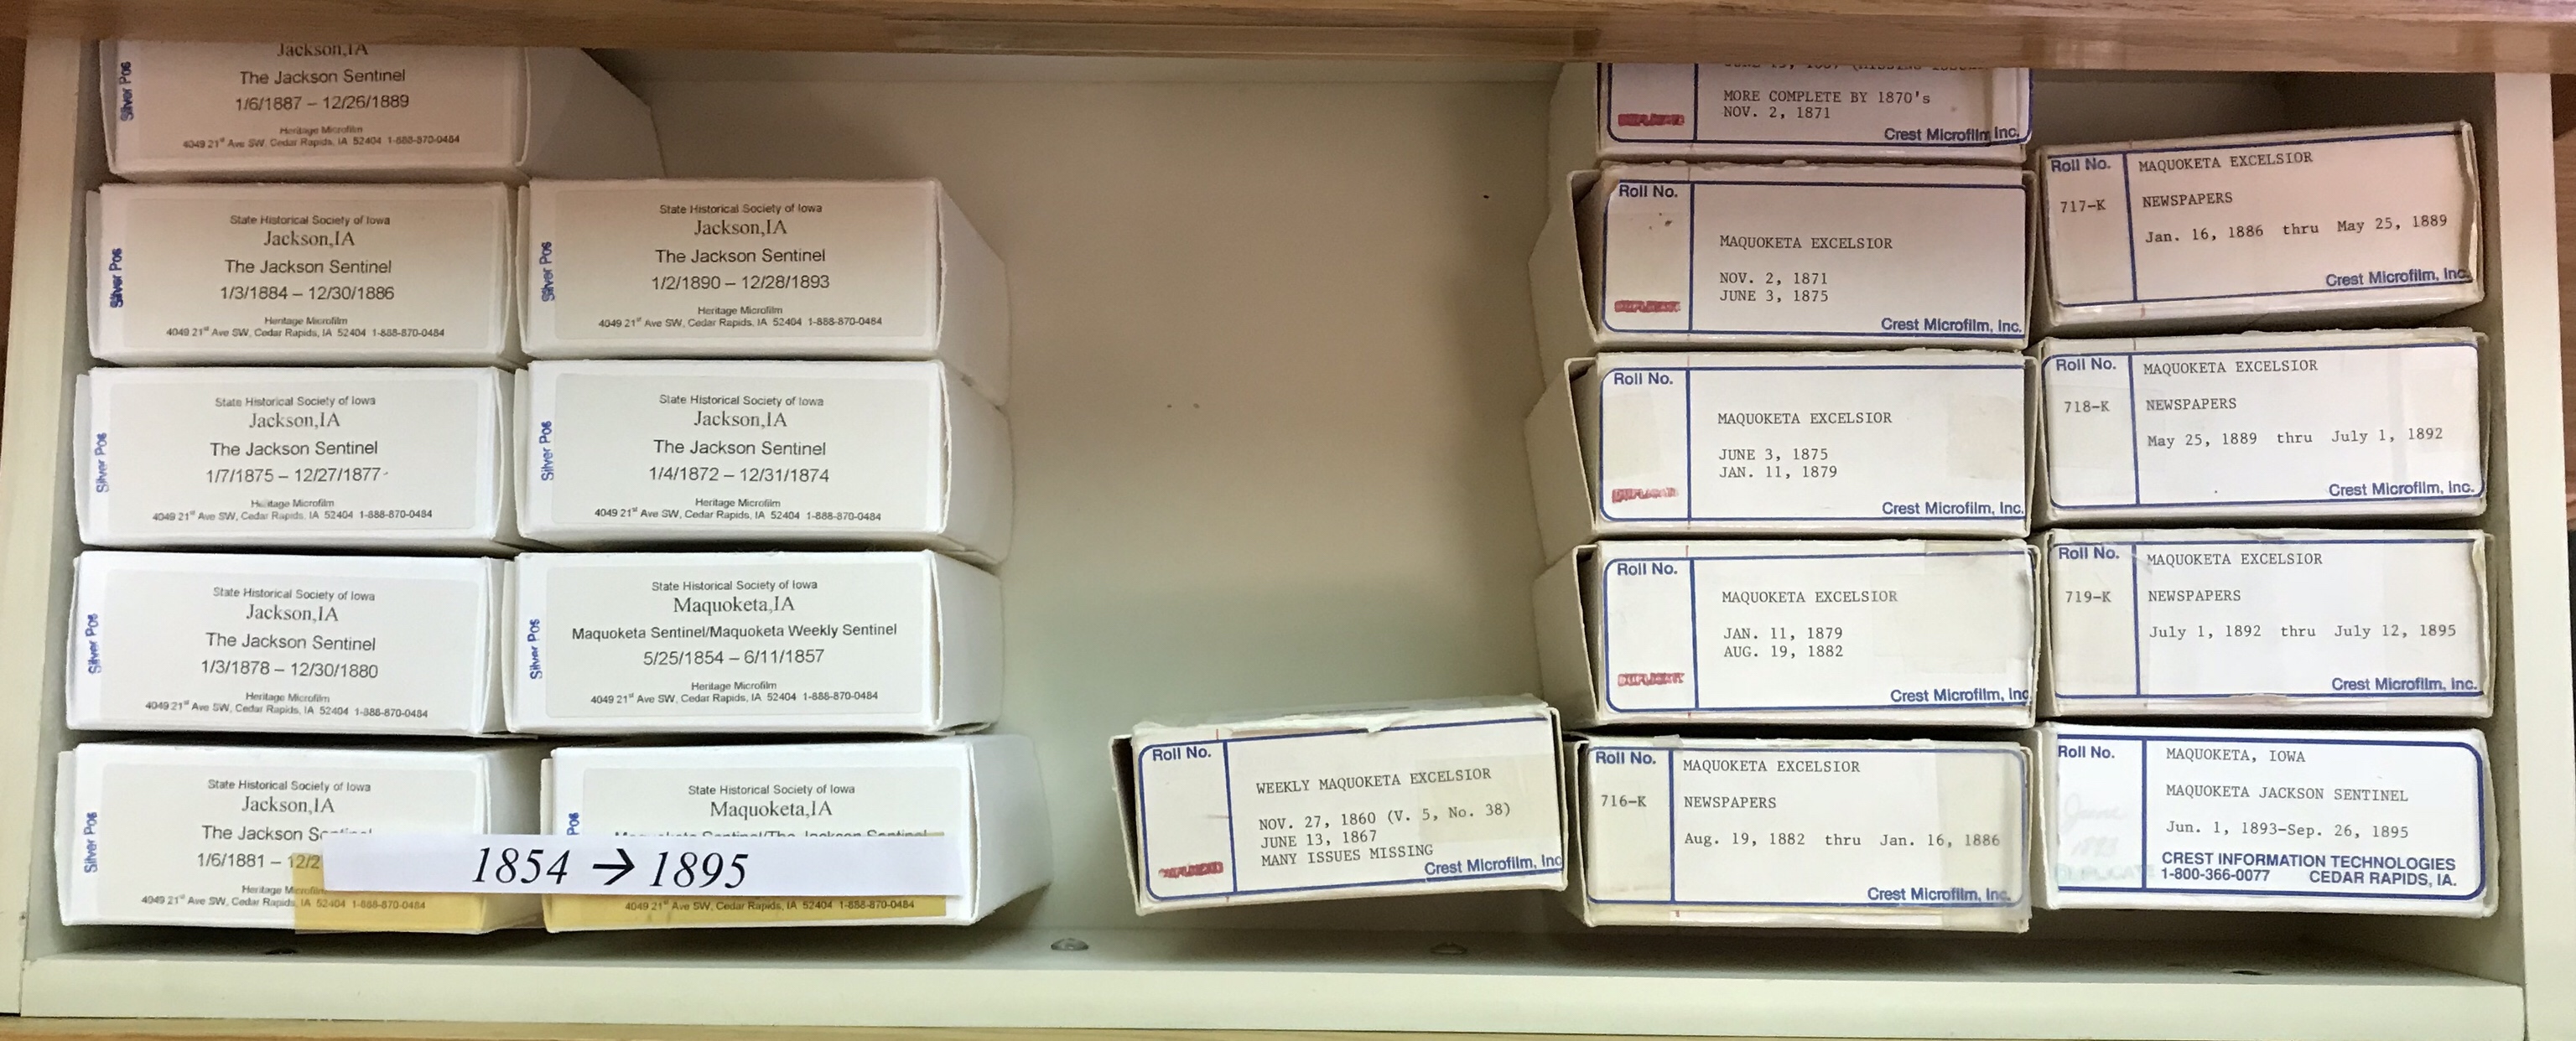 Jackson,IA
The Jackson Sentinel
1/6/1887 – 12/26/1889
Heritage Microfilm
4049 21st Ave SW, Cedar Rapids, IA 52404 1-888-870-0484
Silver Pos
State Historical Society of Iowa
Jackson,IA
The Jackson Sentinel
1/3/1884 – 12/30/1886
Heritage Microfilm
4049 21st Ave SW, Cedar Rapids, IA 52404 1-888-870-0484
Silver Pos
State Historical Society of Iowa
Jackson,IA
The Jackson Sentinel
1/7/1875 – 12/27/1877
Heritage Microfilm
4049 21st Ave SW, Cedar Rapids, IA 52404 1-888-870-0484
Silver Pos
State Historical Society of Iowa
Jackson,IA
The Jackson Sentinel
1/3/1878 – 12/30/1880
Heritage Microfilm
4049 21st Ave SW, Cedar Rapids, IA 52404 1-888-870-0484
Silver Pos
State Historical Society of Iowa
Jackson,IA
The Jackson
1/6/1881 –
Heritage Microfilm
4049 21st Ave SW, Cedar Rapids, IA 52404 1-888-870-0484
Silver Pos
State Historical Society of Iowa
Jackson,IA
The Jackson Sentinel
1/2/1890 – 12/28/1893
Heritage Microfilm
4049 21st Ave SW, Cedar Rapids, IA 52404 1-888-870-0484
Silver Pos
State Historical Society of Iowa
Jackson,IA
The Jackson Sentinel
1/4/1872 – 12/31/1874
Heritage Microfilm
4049 21st Ave SW, Cedar Rapids, IA 52404 1-888-870-0484
Silver Pos
State Historical Society of Iowa
Maquoketa,IA
Maquoketa Sentinel/Maquoketa Weekly Sentinel
5/25/1854 – 6/11/1857
Heritage Microfilm
4049 21st Ave SW, Cedar Rapids, IA 52404 1-888-870-0484
Silver Pos
State Historical Society of Iowa
Maquoketa,IA
4049 21st Ave SW, Cedar Rapids, IA 52404 1-888-870-0484
Pos
1854 → 1895
Roll No.
WEEKLY MAQUOKETA EXCELSIOR
NOV. 27, 1860 (V. 5, No. 38)
JUNE 13, 1867
MANY ISSUES MISSING
Crest Microfilm, Inc
MORE COMPLETE BY 1870's
NOV. 2, 1871
DUPLICATE
Crest Microfilm Inc.
Roll No.
MAQUOKETA EXCELSIOR
NOV. 2, 1871
JUNE 3, 1875
DUPLICATE
Crest Microfilm, Inc.
Roll No.
MAQUOKETA EXCELSIOR
JUNE 3, 1875
JAN. 11, 1879
DUPLICATE
Crest Microfilm, Inc.
Roll No.
MAQUOKETA EXCELSIOR
JAN. 11, 1879
AUG. 19, 1882
DUPLICATE
Crest Microfilm, Inc
Roll No.
716-K
MAQUOKETA EXCELSIOR
NEWSPAPERS
Aug. 19, 1882 thru Jan. 16, 1886
Crest Microfilm, Inc.
Roll No.
717-K
MAQUOKETA EXCELSIOR
NEWSPAPERS
Jan. 16, 1886 thru May 25, 1889
Crest Microfilm, Inc.
Roll No.
718-K
MAQUOKETA EXCELSIOR
NEWSPAPERS
May 25, 1889 thru July 1, 1892
Crest Microfilm, Inc.
Roll No.
719-K
MAQUOKETA EXCELSIOR
NEWSPAPERS
July 1, 1892 thru July 12, 1895
Crest Microfilm, Inc.
Roll No.
MAQUOKETA, IOWA
MAQUOKETA JACKSON SENTINEL
Jun. 1, 1893-Sep. 26, 1895
CREST INFORMATION TECHNOLOGIES
1-800-366-0077 CEDAR RAPIDS, IA.
DUPLICATE